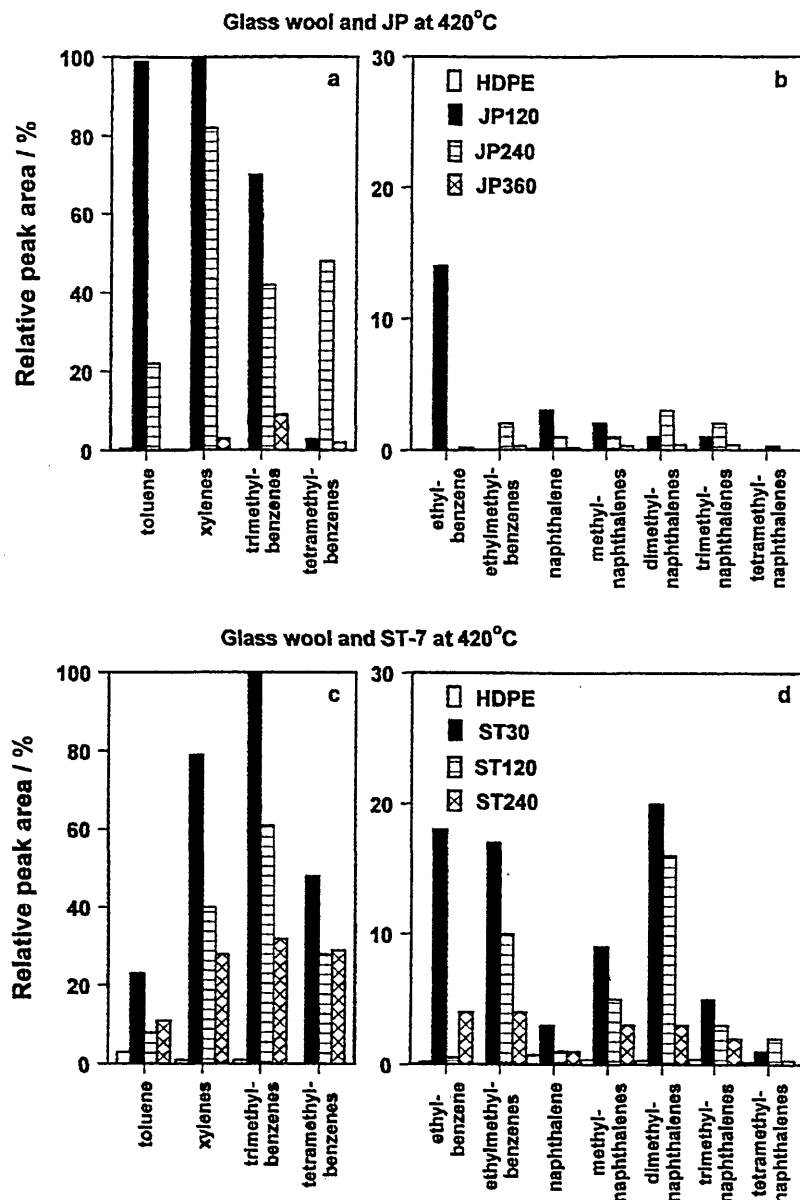 Glass wool and JP at 420°C
Relative peak area / %
100
80
60
40
20
0
a
toluene
xylenes
trimethyl-
benzenes
tetramethyl-
benzenes
30
20
10
0
b
HDPE
JP120
JP240
JP360
ethyl-
benzene
ethylmethyl-
benzenes
naphthalene
methyl-
naphthalenes
dimethyl-
naphthalenes
trimethyl-
naphthalenes
tetramethyl-
naphthalenes
Glass wool and ST-7 at 420°C
Relative peak area / %
100
80
60
40
20
0
c
toluene
xylenes
trimethyl-
benzenes
tetramethyl-
benzenes
30
20
10
0
d
HDPE
ST30
ST120
ST240
ethyl-
benzene
ethylmethyl-
benzenes
naphthalene
methyl-
naphthalenes
dimethyl-
naphthalenes
trimethyl-
naphthalenes
tetramethyl-
naphthalenes